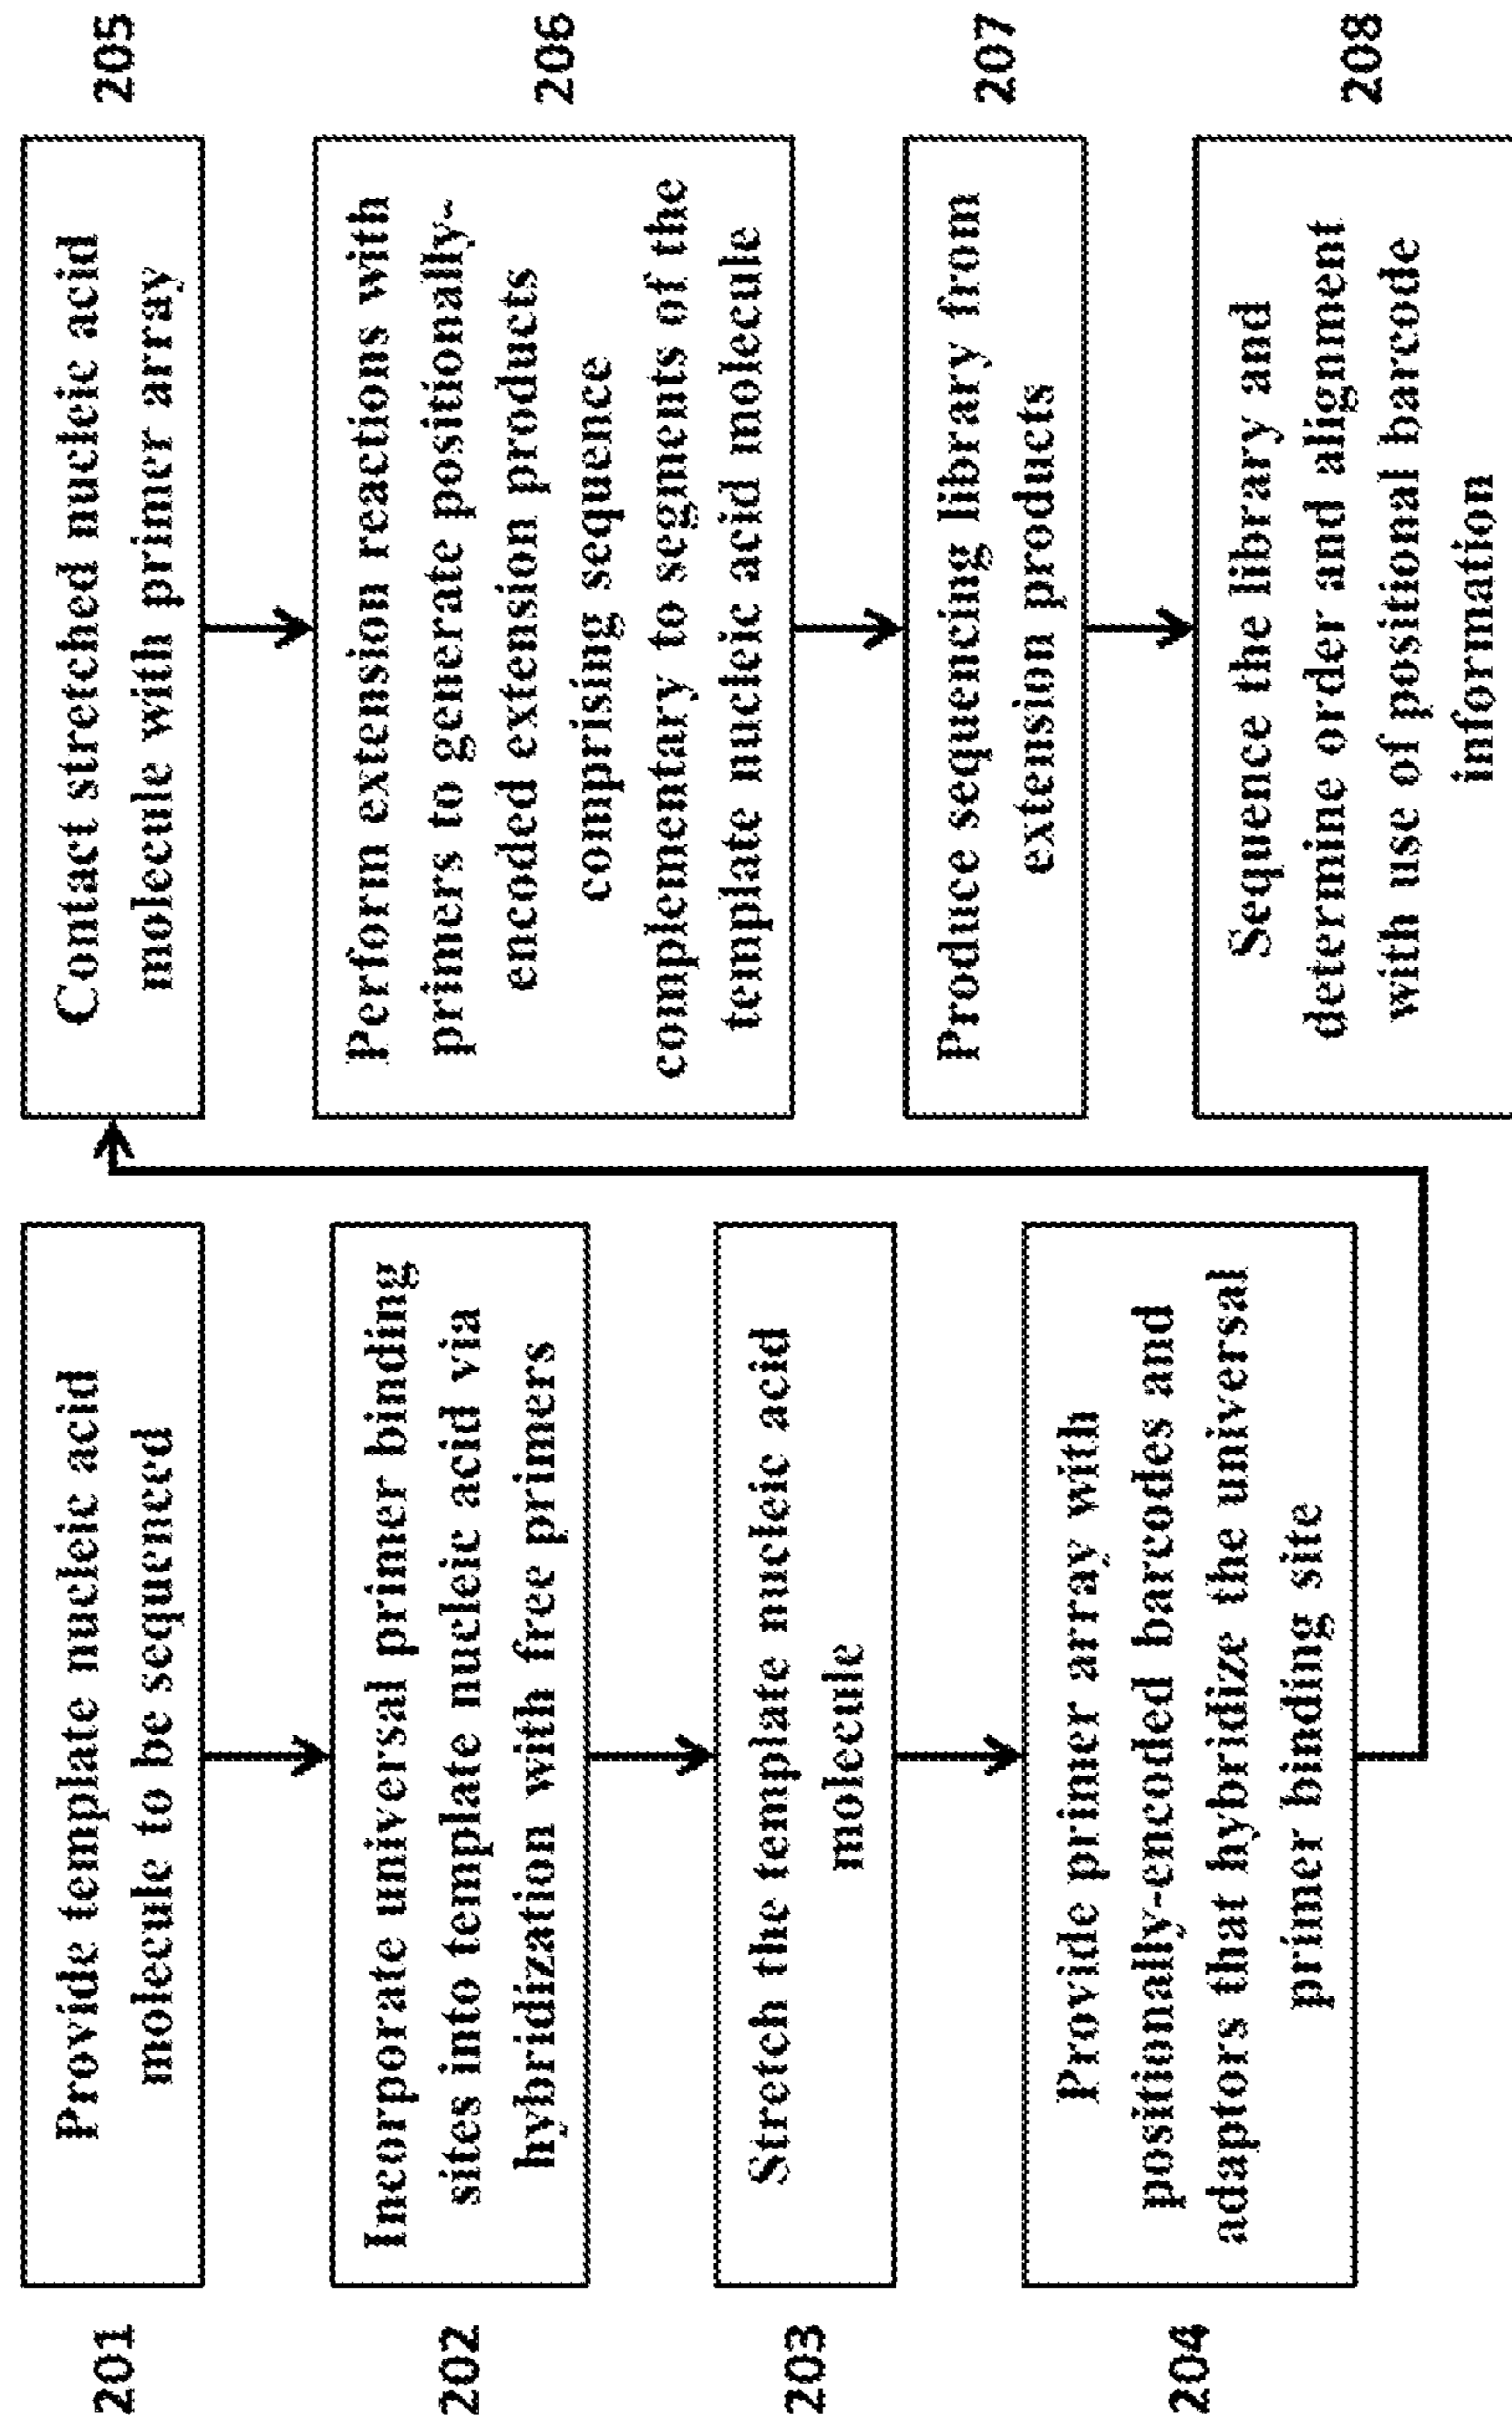 201
Provide template nucleic acid
molecule to be sequenced
202
Incorporate universal primer binding
sites into template nucleic acid via
hybridization with free primers
203
Stretch the template nucleic acid
molecule
204
Provide primer array with
positionally-encoded barcodes and
adaptors that hybridize the universal
primer binding site
205
Contact stretched nucleic acid
molecule with primer array
206
Perform extension reactions with
primers to generate positionally-
encoded extension products
comprising sequence
complementary to segments of the
template nucleic acid molecule
207
Produce sequencing library from
extension products
208
Sequence the library and
determine order and alignment
with use of positional barcode
information